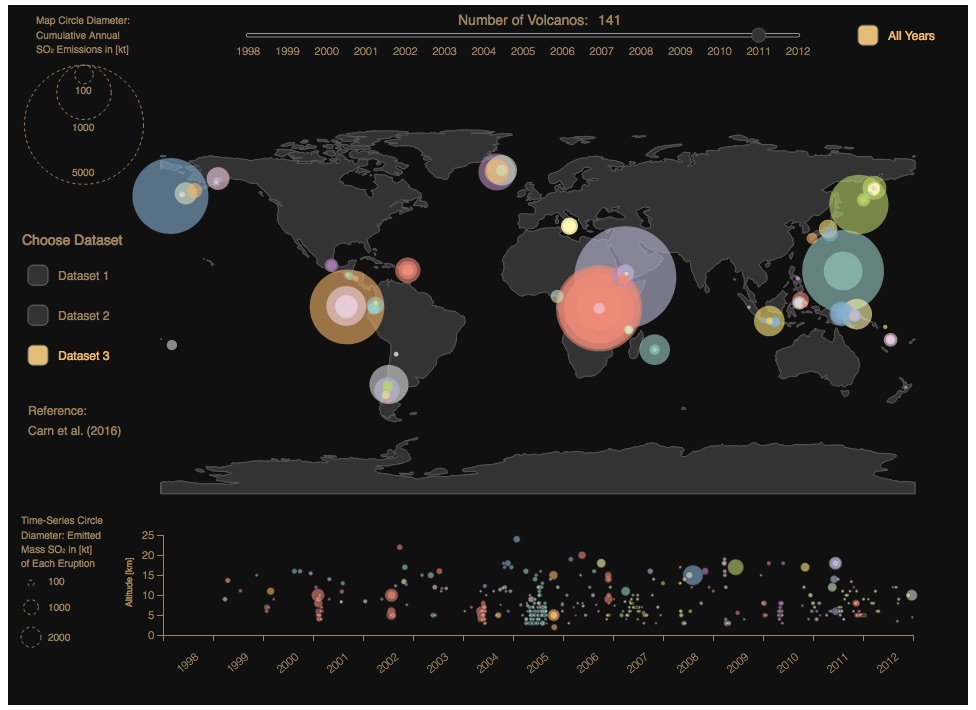 Map Circle Diameter:
Cumulative Annual
SO₂ Emissions in [kt]
100
1000
5000
Number of Volcanos: 141
1998 1999 2000 2001 2002 2003 2004 2005 2006 2007 2008 2009 2010 2011 2012
All Years
Choose Dataset
Dataset 1
Dataset 2
Dataset 3
Reference:
Carn et al. (2016)
Time-Series Circle
Diameter: Emitted
Mass SO₂ in [kt]
of Each Eruption
100
1000
2000
Altitude [km]
25
20
15
10
5
0
1998 1999 2000 2001 2002 2003 2004 2005 2006 2007 2008 2009 2010 2011 2012